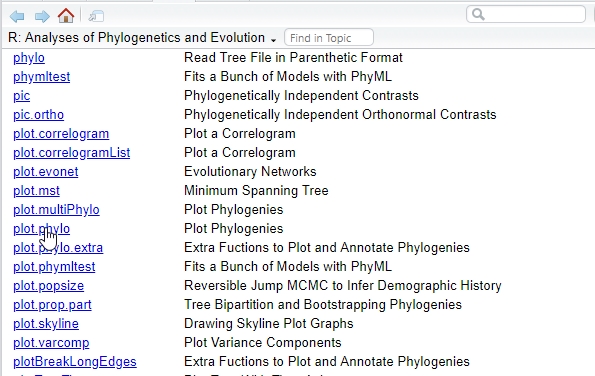 R: Analyses of Phylogenetics and Evolution Find in Topic
phylo Read Tree File in Parenthetic Format
phymltest Fits a Bunch of Models with PhyML
pic Phylogenetically Independent Contrasts
pic.ortho Phylogenetically Independent Orthonormal Contrasts
plot.correlogram Plot a Correlogram
plot.correlogramList Plot a Correlogram
plot.evonet Evolutionary Networks
plot.mst Minimum Spanning Tree
plot.multiPhylo Plot Phylogenies
plot.phylo Plot Phylogenies
plot.phylo.extra Extra Fuctions to Plot and Annotate Phylogenies
plot.phymltest Fits a Bunch of Models with PhyML
plot.popsize Reversible Jump MCMC to Infer Demographic History
plot.prop.part Tree Bipartition and Bootstrapping Phylogenies
plot.skyline Drawing Skyline Plot Graphs
plot.varcomp Plot Variance Components
plotBreakLongEdges Extra Fuctions to Plot and Annotate Phylogenies